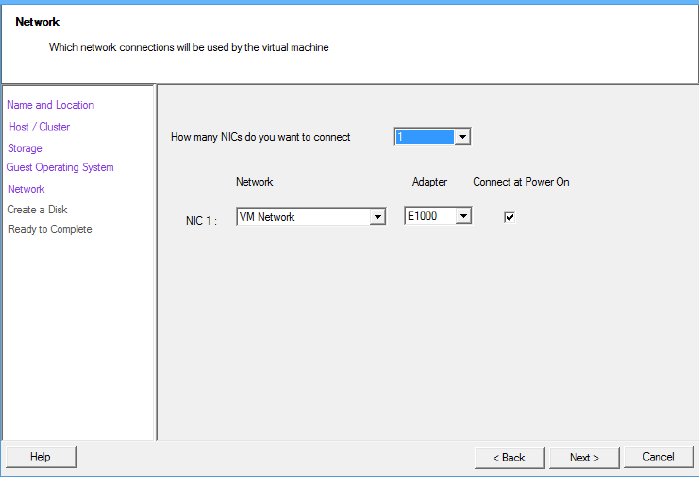 Network
Which network connections will be used by the virtual machine
Name and Location
Host / Cluster
Storage
Guest Operating System
Network
Create a Disk
Ready to Complete
How many NICs do you want to connect 1
Network Adapter Connect at Power On
NIC 1 : VM Network E1000
Help < Back Next > Cancel